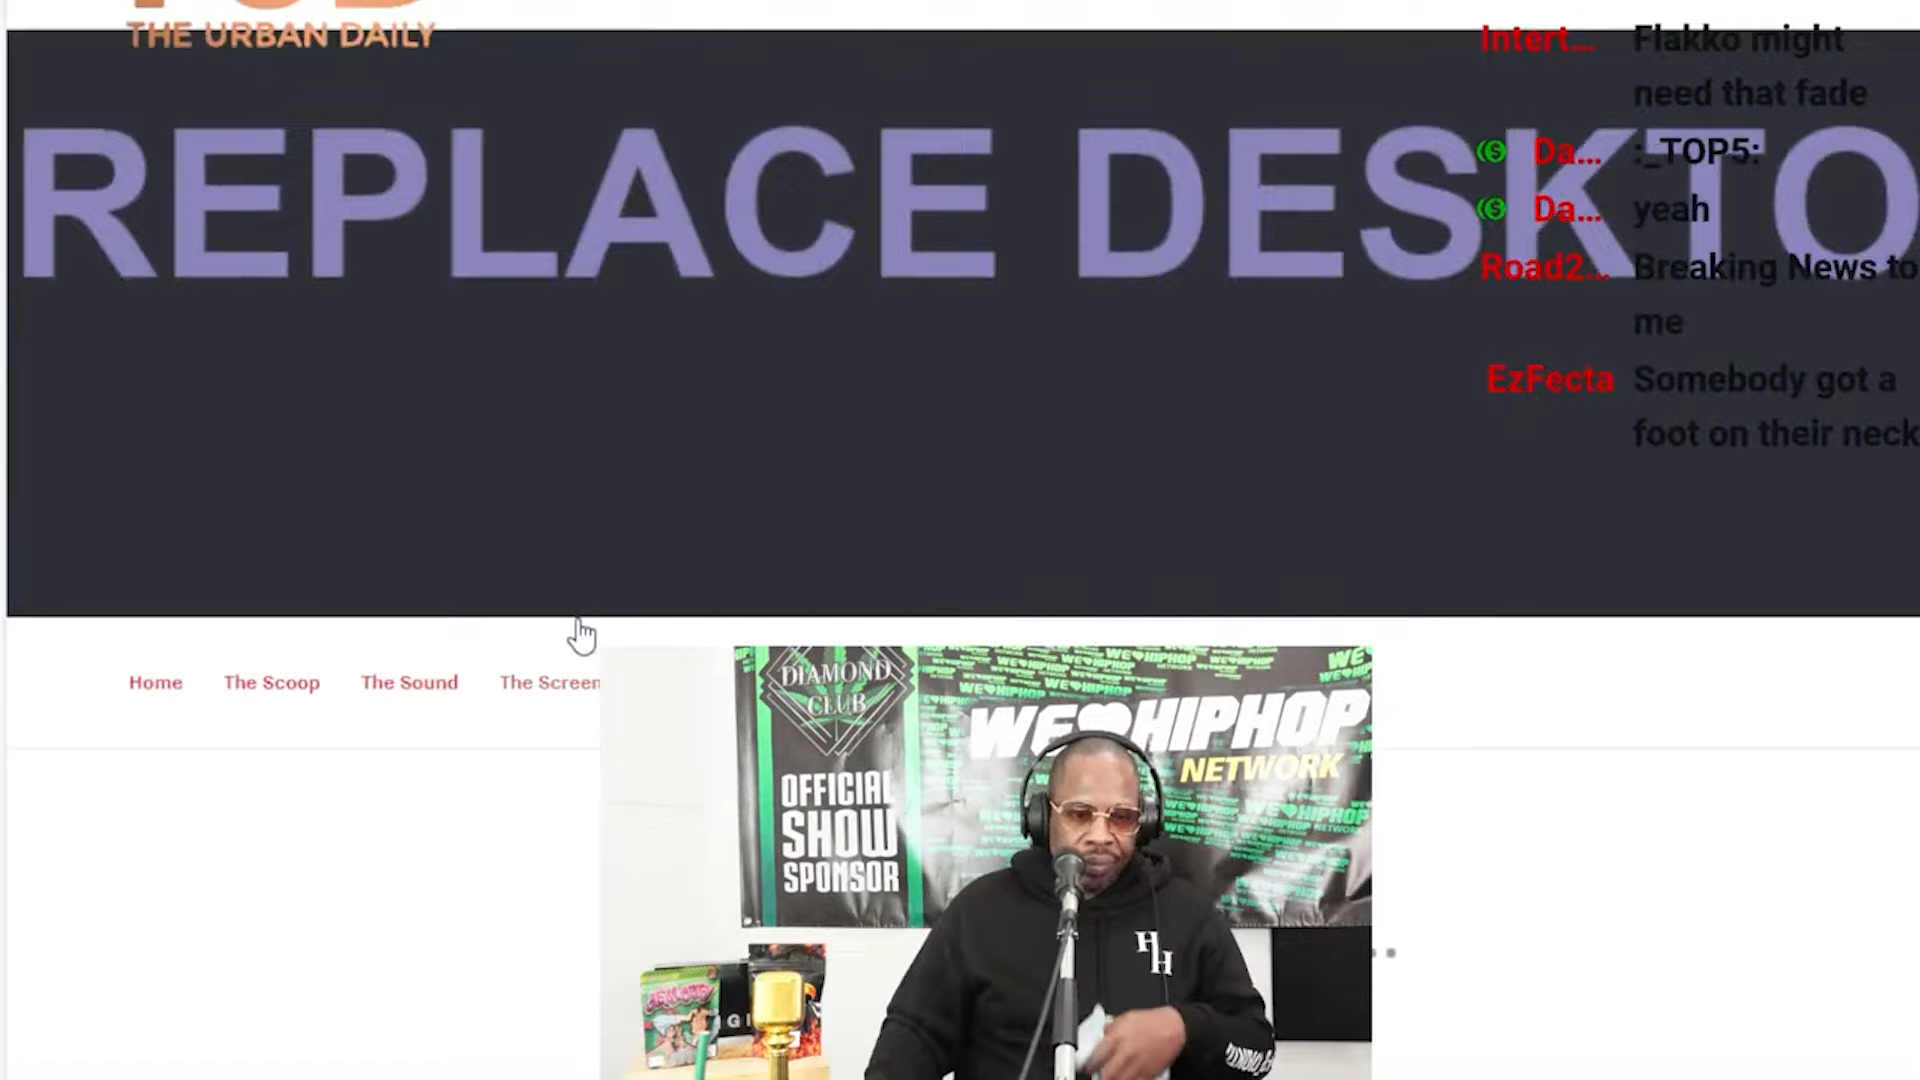 THE URBAN DAILY
REPLACE DESKTO
Intert... Flakko might
need that fade
Da... :_TOP5:
Da... yeah
Road2... Breaking News to
me
EzFecta Somebody got a
foot on their neck
Home The Scoop The Sound The Screen
DIAMOND
CLUB
OFFICIAL
SHOW
SPONSOR
WE HIPHOP
NETWORK
HH